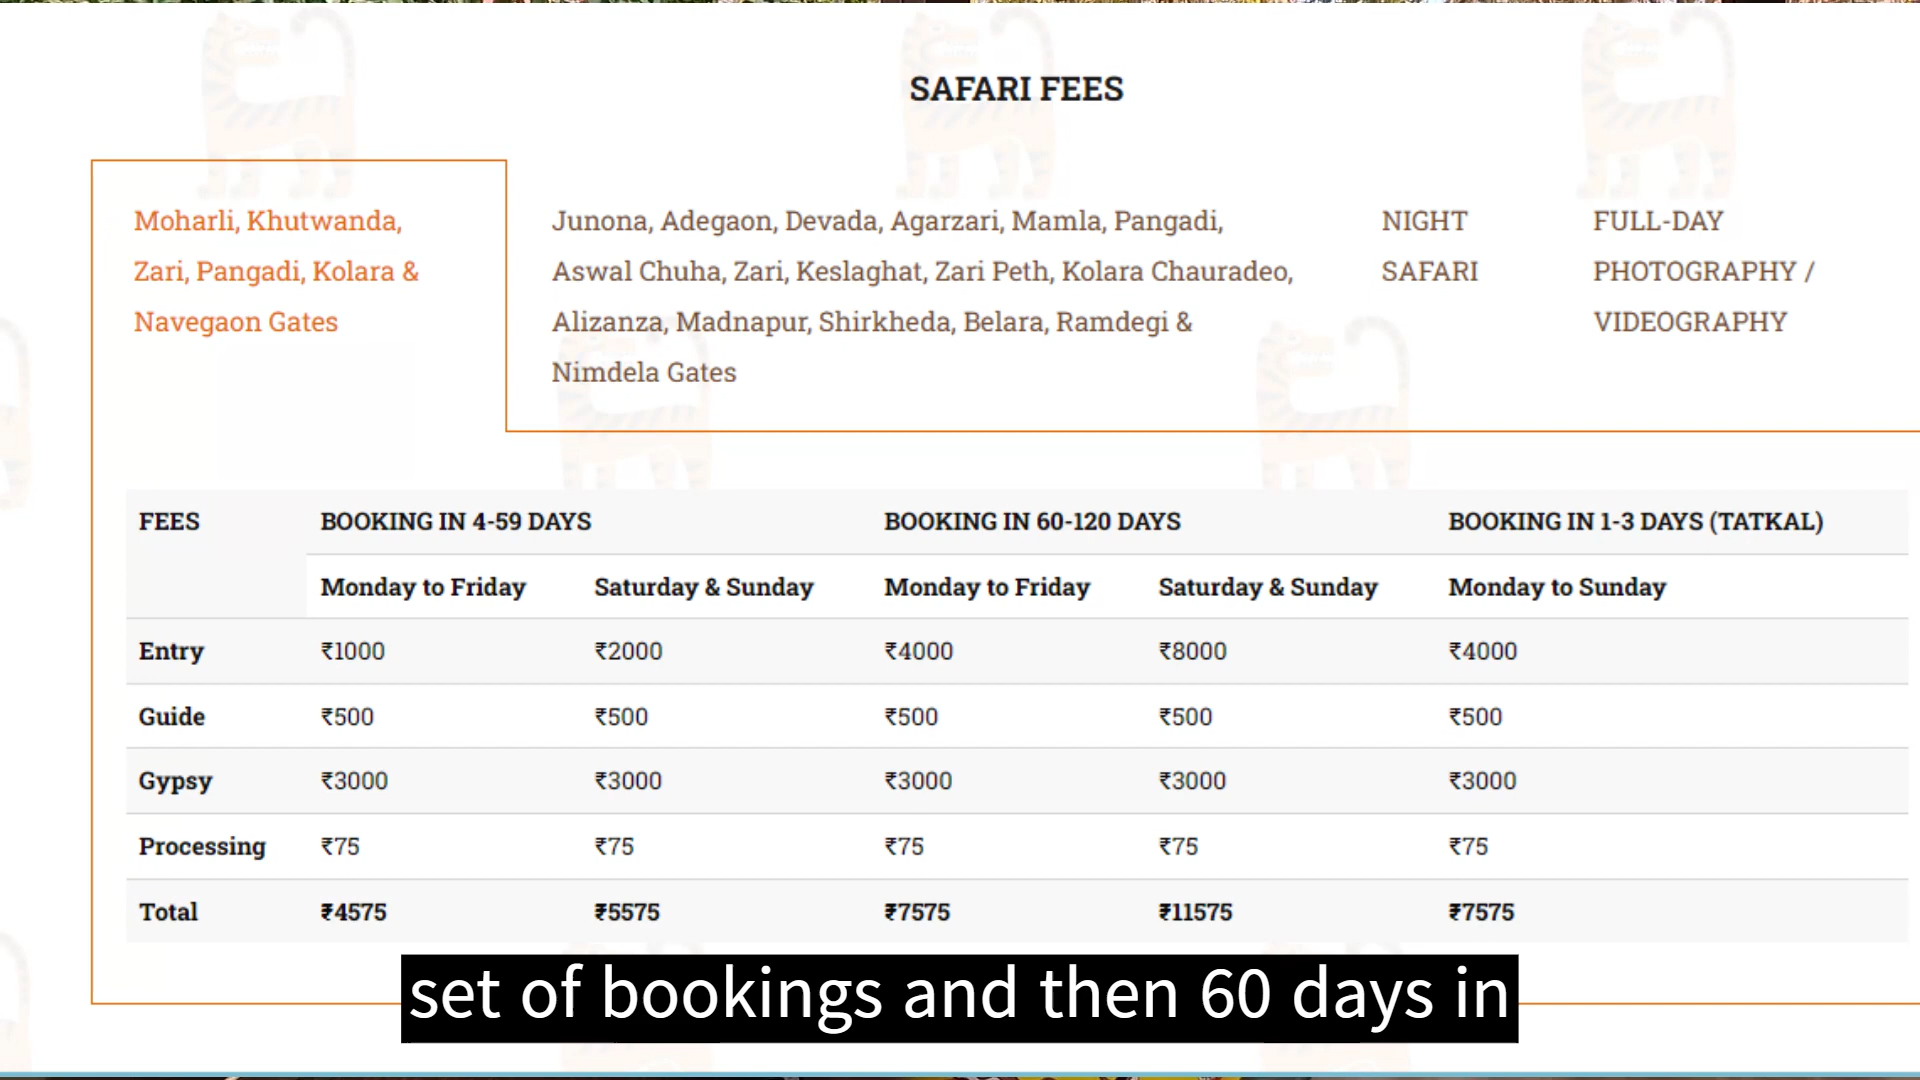 SAFARI FEES
Moharli, Khutwanda,
Zari, Pangadi, Kolara &
Navegaon Gates
Junona, Adegaon, Devada, Agarzari, Mamla, Pangadi,
Aswal Chuha, Zari, Keslaghat, Zari Peth, Kolara Chauradeo,
Alizanza, Madnapur, Shirkheda, Belara, Ramdegi &
Nimdela Gates
NIGHT
SAFARI
FULL-DAY
PHOTOGRAPHY /
VIDEOGRAPHY
FEES BOOKING IN 4-59 DAYS BOOKING IN 60-120 DAYS BOOKING IN 1-3 DAYS (TATKAL)
Monday to Friday Saturday & Sunday Monday to Friday Saturday & Sunday Monday to Sunday
Entry ₹1000 ₹2000 ₹4000 ₹8000 ₹4000
Guide ₹500 ₹500 ₹500 ₹500 ₹500
Gypsy ₹3000 ₹3000 ₹3000 ₹3000 ₹3000
Processing ₹75 ₹75 ₹75 ₹75 ₹75
Total ₹4575 ₹5575 ₹7575 ₹11575 ₹7575
set of bookings and then 60 days in